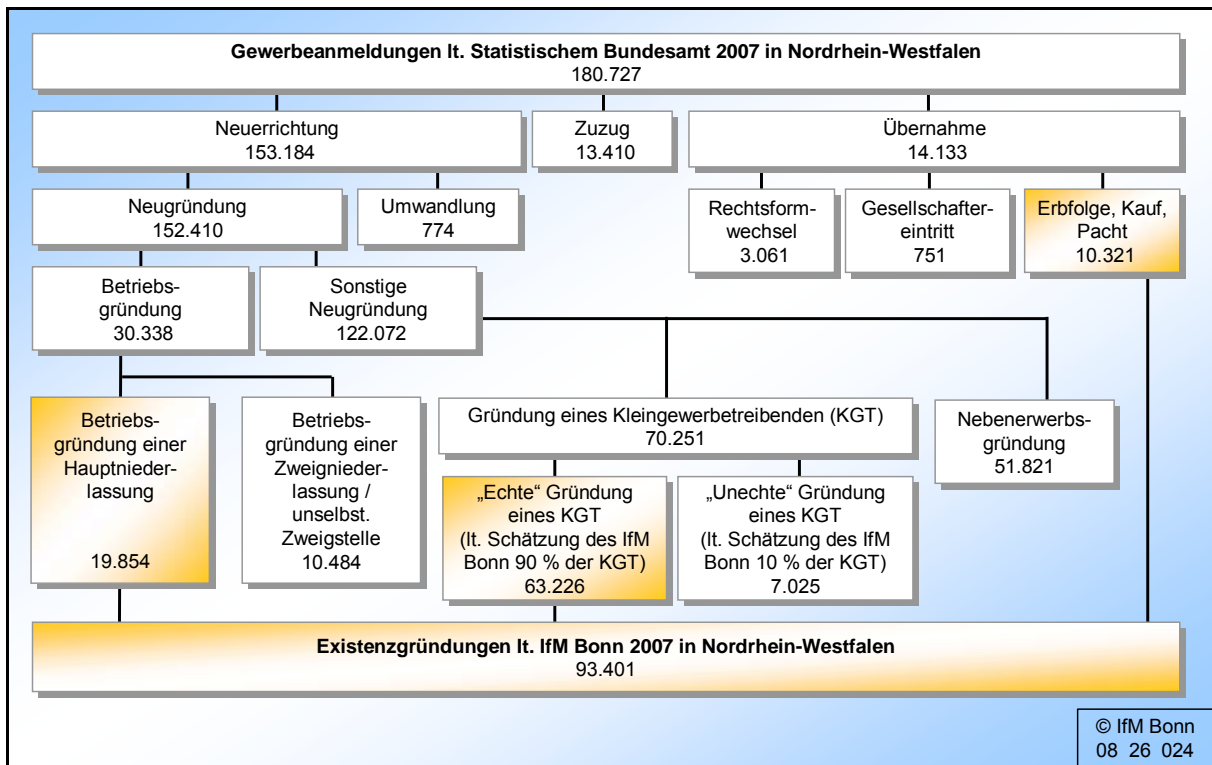 Gewerbeanmeldungen lt. Statistischem Bundesamt 2007 in Nordrhein-Westfalen
180.727
Neuerrichtung
153.184
Zuzug
13.410
Übernahme
14.133
Neugründung
152.410
Umwandlung
774
Rechtsform-
wechsel
3.061
Gesellschafter-
eintritt
751
Erbfolge, Kauf,
Pacht
10.321
Betriebs-
gründung
30.338
Sonstige
Neugründung
122.072
Betriebs-
gründung einer
Hauptnieder-
lassung
19.854
Betriebs-
gründung einer
Zweignieder-
lassung /
unselbst.
Zweigstelle
10.484
Gründung eines Kleingewerbetreibenden (KGT)
70.251
Nebenerwerbs-
gründung
51.821
„Echte“ Gründung
eines KGT
(lt. Schätzung des IfM
Bonn 90 % der KGT)
63.226
„Unechte“ Gründung
eines KGT
(lt. Schätzung des IfM
Bonn 10 % der KGT)
7.025
Existenzgründungen lt. IfM Bonn 2007 in Nordrhein-Westfalen
93.401
© IfM Bonn
08 26 024